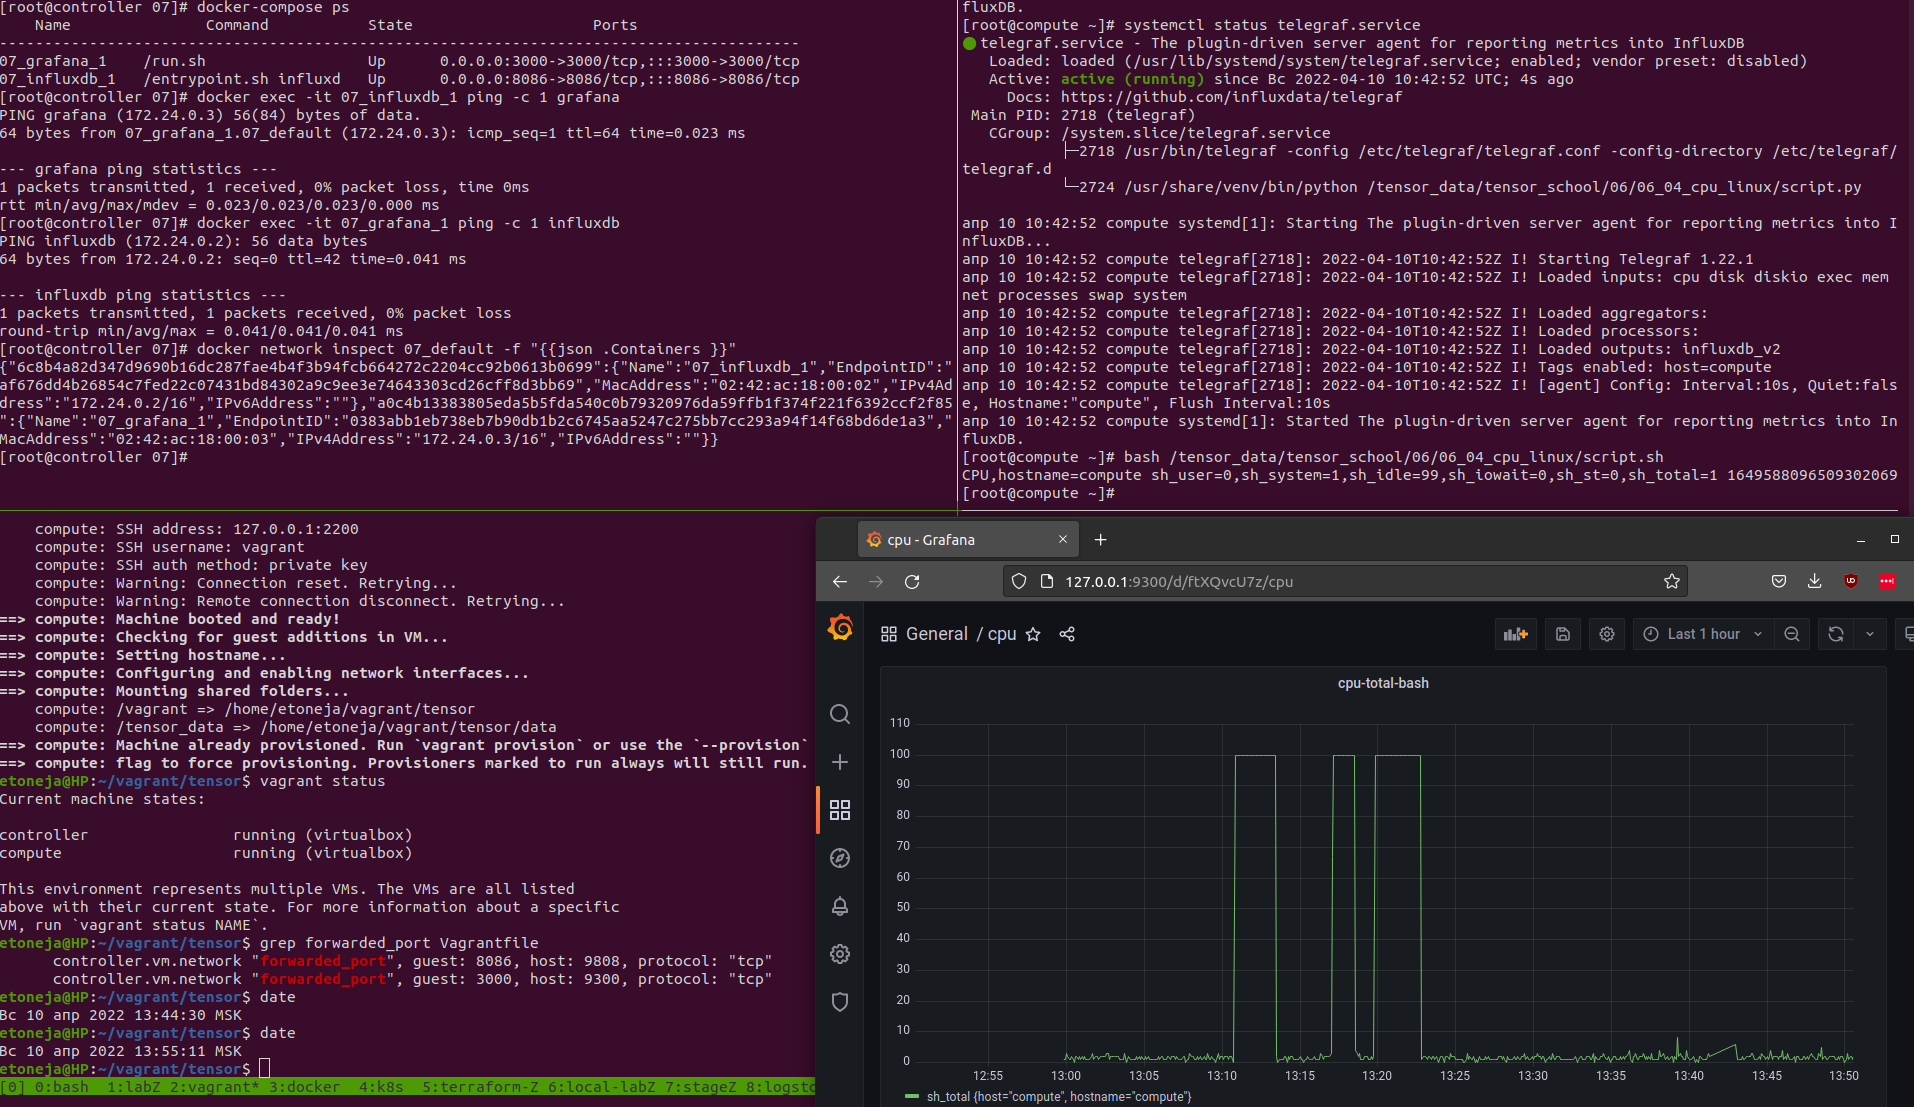 [root@controller 07]# docker-compose ps
    Name               Command           State                    Ports
-----------------------------------------------------------------------------------------
07_grafana_1    /run.sh                  Up      0.0.0.0:3000->3000/tcp,:::3000->3000/tcp
07_influxdb_1   /entrypoint.sh influxd   Up      0.0.0.0:8086->8086/tcp,:::8086->8086/tcp
[root@controller 07]# docker exec -it 07_influxdb_1 ping -c 1 grafana
PING grafana (172.24.0.3) 56(84) bytes of data.
64 bytes from 07_grafana_1.07_default (172.24.0.3): icmp_seq=1 ttl=64 time=0.023 ms
--- grafana ping statistics ---
1 packets transmitted, 1 received, 0% packet loss, time 0ms
rtt min/avg/max/mdev = 0.023/0.023/0.023/0.000 ms
[root@controller 07]# docker exec -it 07_grafana_1 ping -c 1 influxdb
PING influxdb (172.24.0.2): 56 data bytes
64 bytes from 172.24.0.2: seq=0 ttl=42 time=0.041 ms
--- influxdb ping statistics ---
1 packets transmitted, 1 packets received, 0% packet loss
round-trip min/avg/max = 0.041/0.041/0.041 ms
[root@controller 07]# docker network inspect 07_default -f "{{json .Containers }}"
{"6c8b4a82d347d9690b16dc287fae4b4f3b94fcb664272c2204cc92b0613b0699":{"Name":"07_influxdb_1","EndpointID":"
af676dd4b26854c7fed22c07431bd84302a9c9ee3e74643303cd26cff8d3bb69","MacAddress":"02:42:ac:18:00:02","IPv4Ad
dress":"172.24.0.2/16","IPv6Address":""},"a0c4b13383805eda5b5fda540c0b79320976da59ffb1f374f221f6392ccf2f85
":{"Name":"07_grafana_1","EndpointID":"0383abb1eb738eb7b90db1b2c6745aa5247c275bb7cc293a94f14f68bd6de1a3","
MacAddress":"02:42:ac:18:00:03","IPv4Address":"172.24.0.3/16","IPv6Address":""}}
[root@controller 07]#
fluxDB.
[root@compute ~]# systemctl status telegraf.service
● telegraf.service - The plugin-driven server agent for reporting metrics into InfluxDB
   Loaded: loaded (/usr/lib/systemd/system/telegraf.service; enabled; vendor preset: disabled)
   Active: active (running) since Вс 2022-04-10 10:42:52 UTC; 4s ago
     Docs: https://github.com/influxdata/telegraf
 Main PID: 2718 (telegraf)
   CGroup: /system.slice/telegraf.service
           ├─2718 /usr/bin/telegraf -config /etc/telegraf/telegraf.conf -config-directory /etc/telegraf/
telegraf.d
           └─2724 /usr/share/venv/bin/python /tensor_data/tensor_school/06/06_04_cpu_linux/script.py
апр 10 10:42:52 compute systemd[1]: Starting The plugin-driven server agent for reporting metrics into I
nfluxDB...
апр 10 10:42:52 compute telegraf[2718]: 2022-04-10T10:42:52Z I! Starting Telegraf 1.22.1
апр 10 10:42:52 compute telegraf[2718]: 2022-04-10T10:42:52Z I! Loaded inputs: cpu disk diskio exec mem
net processes swap system
апр 10 10:42:52 compute telegraf[2718]: 2022-04-10T10:42:52Z I! Loaded aggregators:
апр 10 10:42:52 compute telegraf[2718]: 2022-04-10T10:42:52Z I! Loaded processors:
апр 10 10:42:52 compute telegraf[2718]: 2022-04-10T10:42:52Z I! Loaded outputs: influxdb_v2
апр 10 10:42:52 compute telegraf[2718]: 2022-04-10T10:42:52Z I! Tags enabled: host=compute
апр 10 10:42:52 compute telegraf[2718]: 2022-04-10T10:42:52Z I! [agent] Config: Interval:10s, Quiet:fals
e, Hostname:"compute", Flush Interval:10s
апр 10 10:42:52 compute systemd[1]: Started The plugin-driven server agent for reporting metrics into In
fluxDB.
[root@compute ~]# bash /tensor_data/tensor_school/06/06_04_cpu_linux/script.sh
CPU,hostname=compute sh_user=0,sh_system=1,sh_idle=99,sh_iowait=0,sh_st=0,sh_total=1 1649588096509302069
[root@compute ~]#
    compute: SSH address: 127.0.0.1:2200
    compute: SSH username: vagrant
    compute: SSH auth method: private key
    compute: Warning: Connection reset. Retrying...
    compute: Warning: Remote connection disconnect. Retrying...
==> compute: Machine booted and ready!
==> compute: Checking for guest additions in VM...
==> compute: Setting hostname...
==> compute: Configuring and enabling network interfaces...
==> compute: Mounting shared folders...
    compute: /vagrant => /home/etoneja/vagrant/tensor
    compute: /tensor_data => /home/etoneja/vagrant/tensor/data
==> compute: Machine already provisioned. Run `vagrant provision` or use the `--provision`
==> compute: flag to force provisioning. Provisioners marked to run always will still run.
etoneja@HP:~/vagrant/tensor$ vagrant status
Current machine states:
controller                running (virtualbox)
compute                   running (virtualbox)
This environment represents multiple VMs. The VMs are all listed
above with their current state. For more information about a specific
VM, run `vagrant status NAME`.
etoneja@HP:~/vagrant/tensor$ grep forwarded_port Vagrantfile
      controller.vm.network "forwarded_port", guest: 8086, host: 9808, protocol: "tcp"
      controller.vm.network "forwarded_port", guest: 3000, host: 9300, protocol: "tcp"
etoneja@HP:~/vagrant/tensor$ date
Вс 10 апр 2022 13:44:30 MSK
etoneja@HP:~/vagrant/tensor$ date
Вс 10 апр 2022 13:55:11 MSK
etoneja@HP:~/vagrant/tensor$
[0] 0:bash  1:labZ 2:vagrant* 3:docker  4:k8s  5:terraform-Z 6:local-labZ 7:stageZ 8:logstc
cpu - Grafana
127.0.0.1:9300/d/ftXQvcU7z/cpu
General / cpu
Last 1 hour
cpu-total-bash
110
100
90
80
70
60
50
40
30
20
10
0
12:55 13:00 13:05 13:10 13:15 13:20 13:25 13:30 13:35 13:40 13:45 13:50
sh_total {host="compute", hostname="compute"}